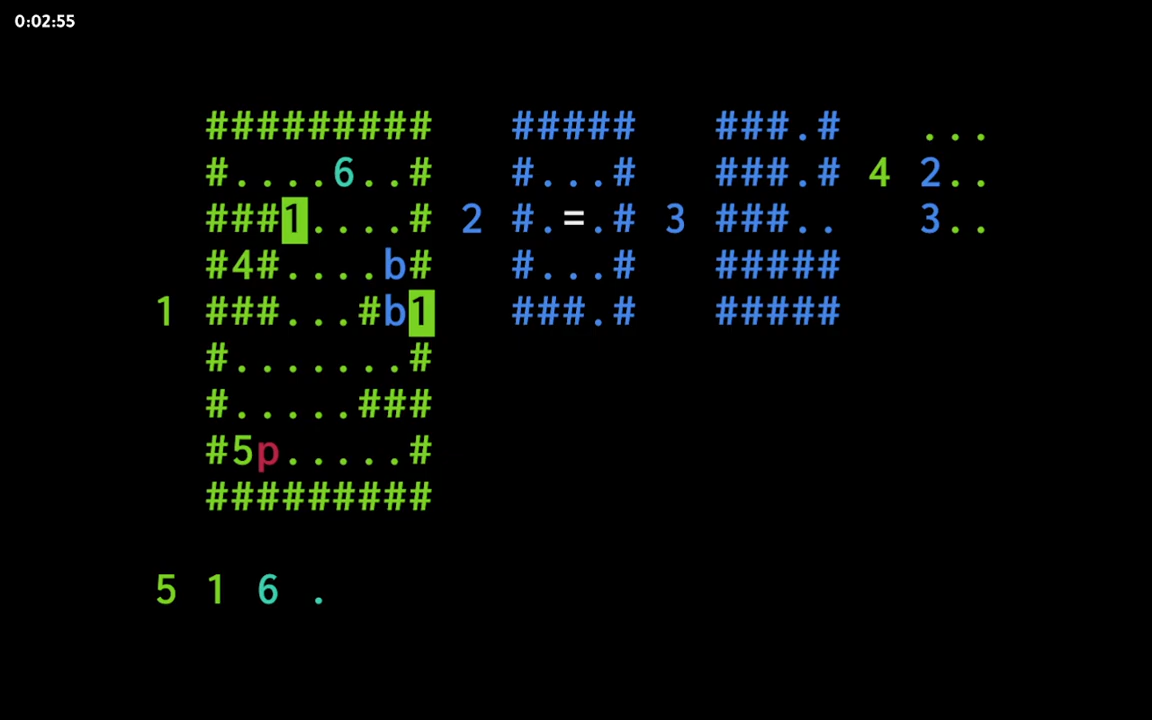 0:02:55
######### ##### ###.# ...
#....6..# #...# ###.# 4 2..
###1....# 2 #.=.# 3 ###.. 3..
#4#....b# #...# #####
1 ###...#b1 ###.# #####
#.......#
#.....###
#5p.....#
#########
5 1 6 .